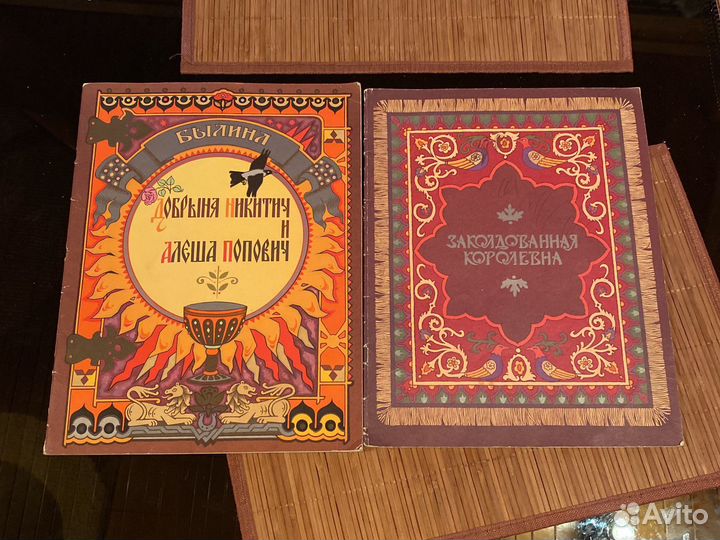 БЫЛИНА
ДОБРЫНЯ НИКИТИЧ
И
АЛЕША ПОПОВИЧ
ЗАКОЛДОВАННАЯ
КОРОЛЕВНА
Avito